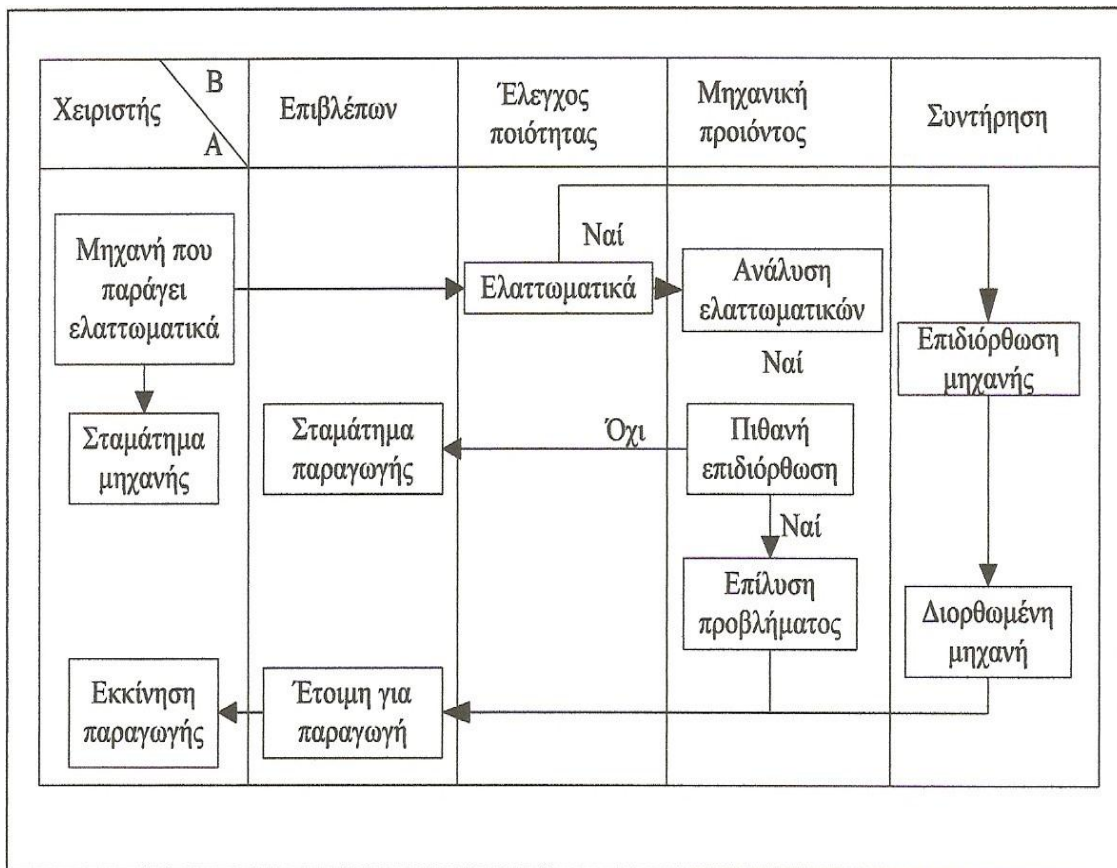 Χειριστής
Β
Α
Επιβλέπων
Έλεγχος
ποιότητας
Μηχανική
προιόντος
Συντήρηση
Μηχανή που
παράγει
ελαττωματικά
Ναί
Ελαττωματικά
Ανάλυση
ελαττωματικών
Επιδιόρθωση
μηχανής
Ναί
Σταμάτημα
μηχανής
Σταμάτημα
παραγωγής
Όχι
Πιθανή
επιδιόρθωση
Ναί
Επίλυση
προβλήματος
Διορθωμένη
μηχανή
Εκκίνηση
παραγωγής
Έτοιμη για
παραγωγή